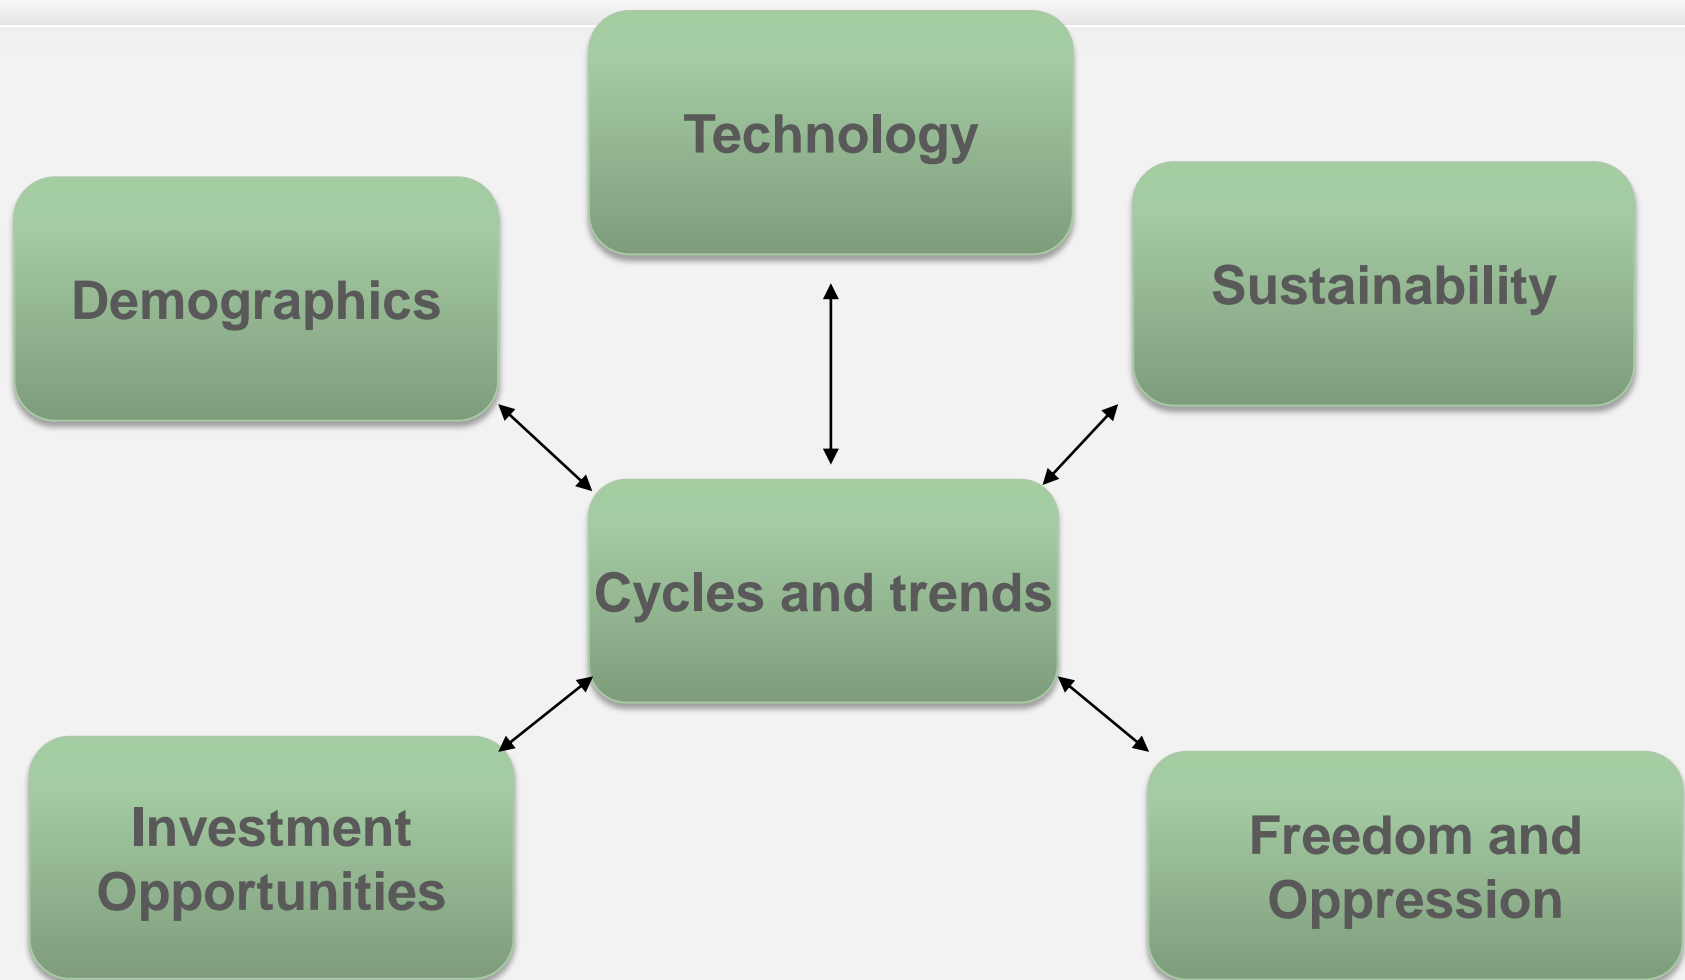 Technology
Demographics
Sustainability
Cycles and trends
Investment
Opportunities
Freedom and
Oppression